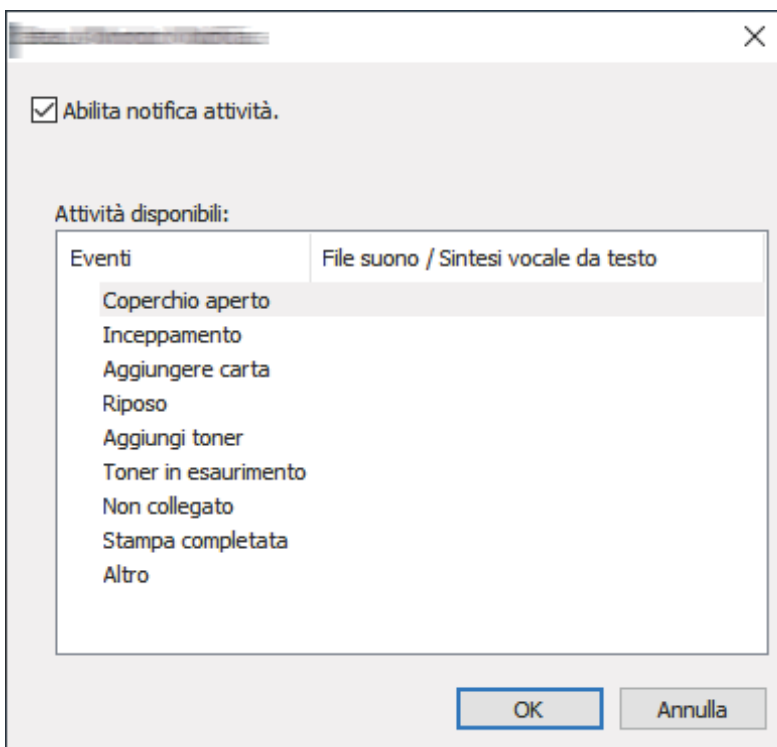 Abilita notifica attività.
Attività disponibili:
Eventi File suono / Sintesi vocale da testo
Coperchio aperto
Inceppamento
Aggiungere carta
Riposo
Aggiungi toner
Toner in esaurimento
Non collegato
Stampa completata
Altro
OK Annulla